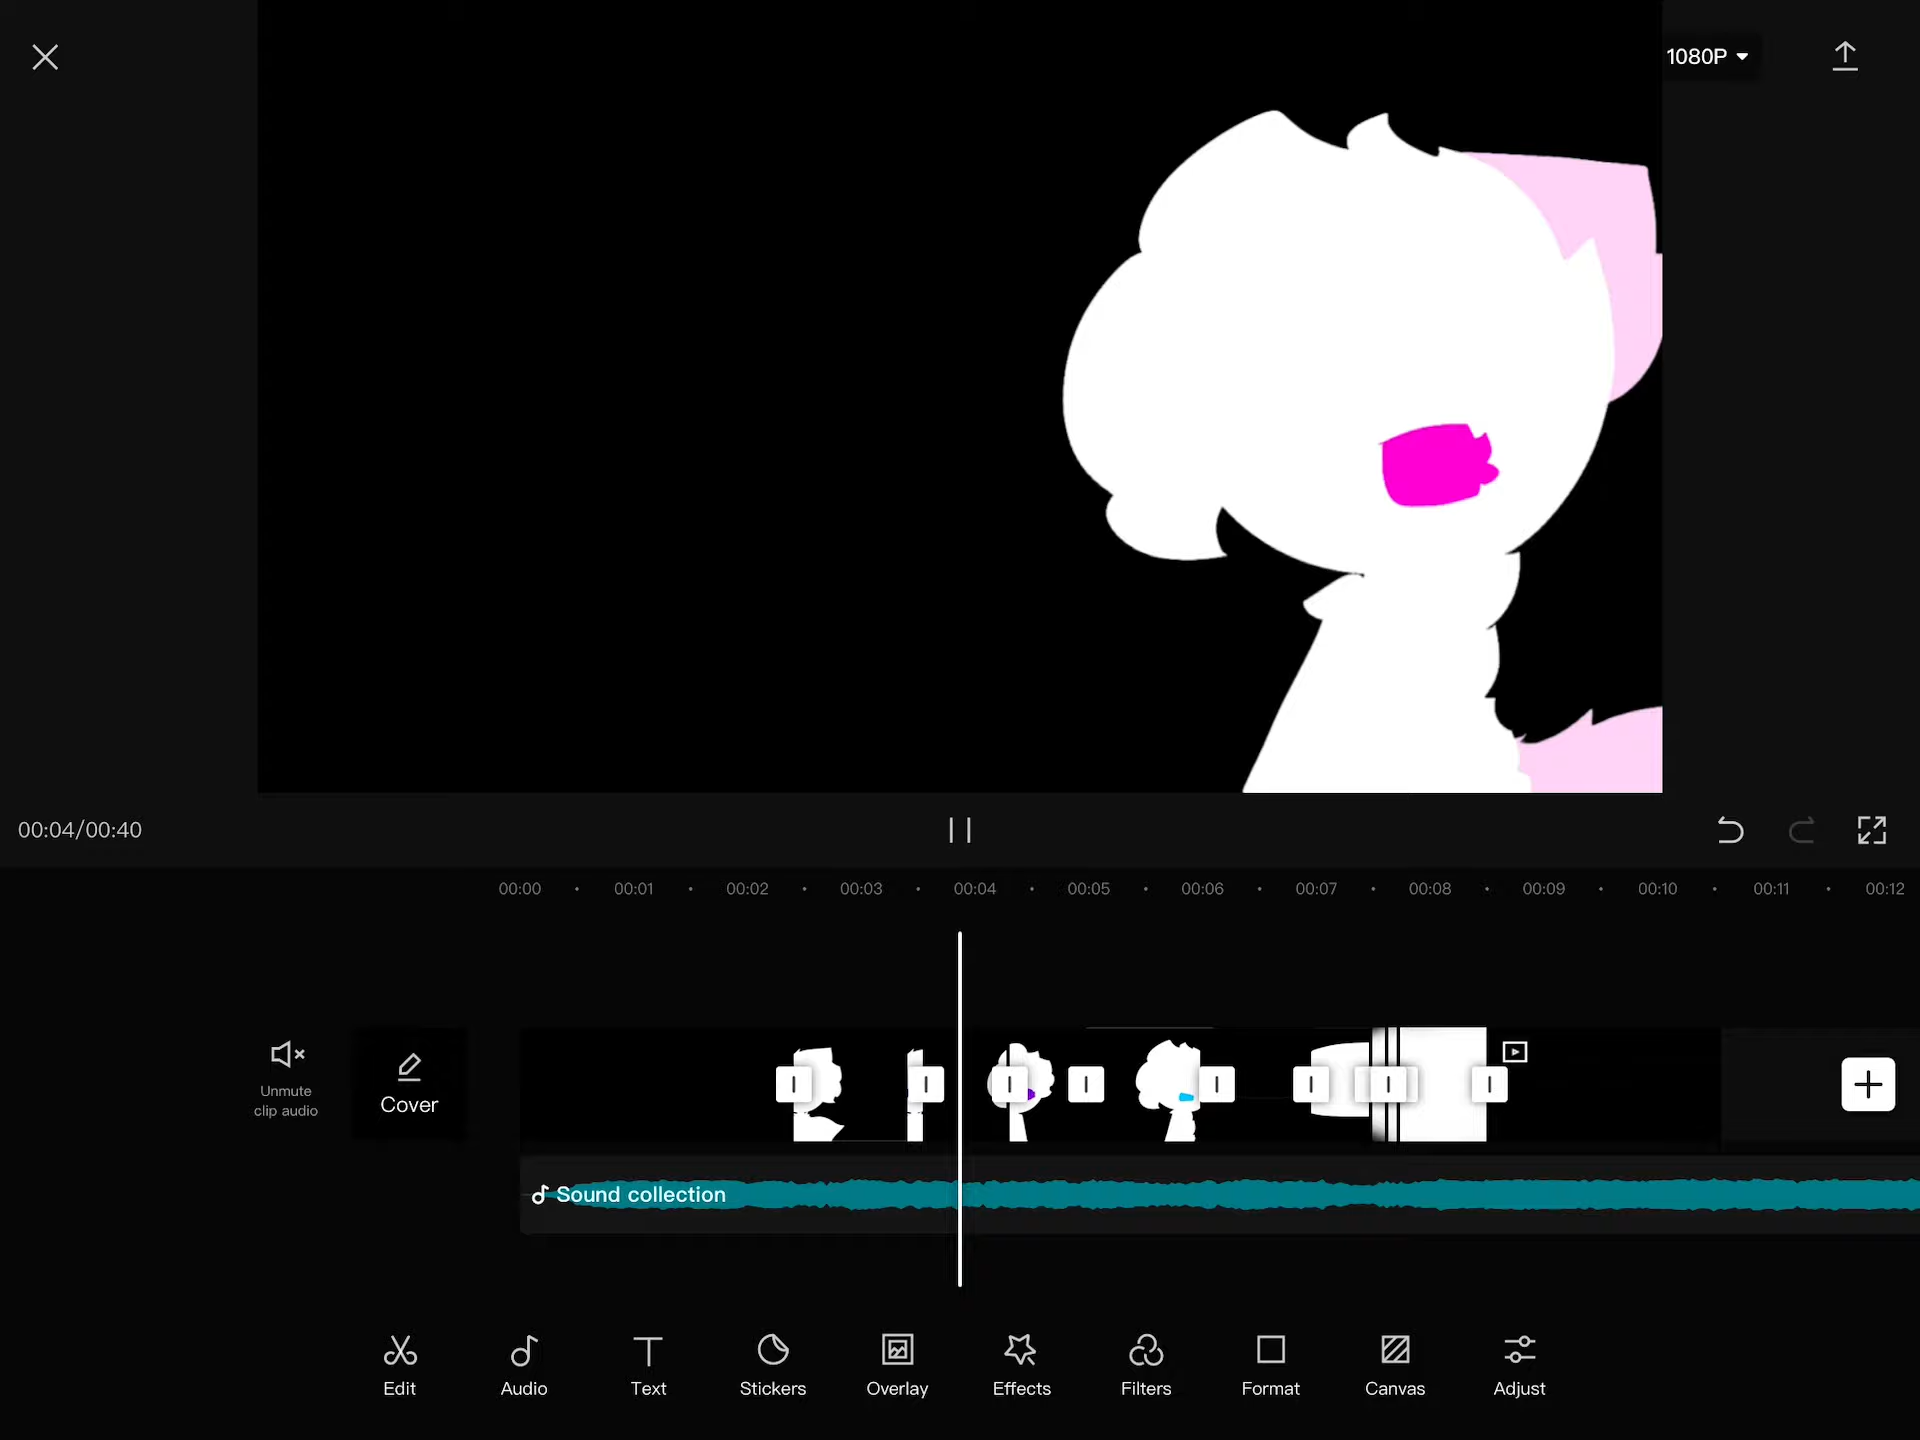 1080P
00:04/00:40
00:00 00:01 00:02 00:03 00:04 00:05 00:06 00:07 00:08 00:09 00:10 00:11 00:12
Unmute
clip audio
Cover
Sound collection
Edit Audio Text Stickers Overlay Effects Filters Format Canvas Adjust